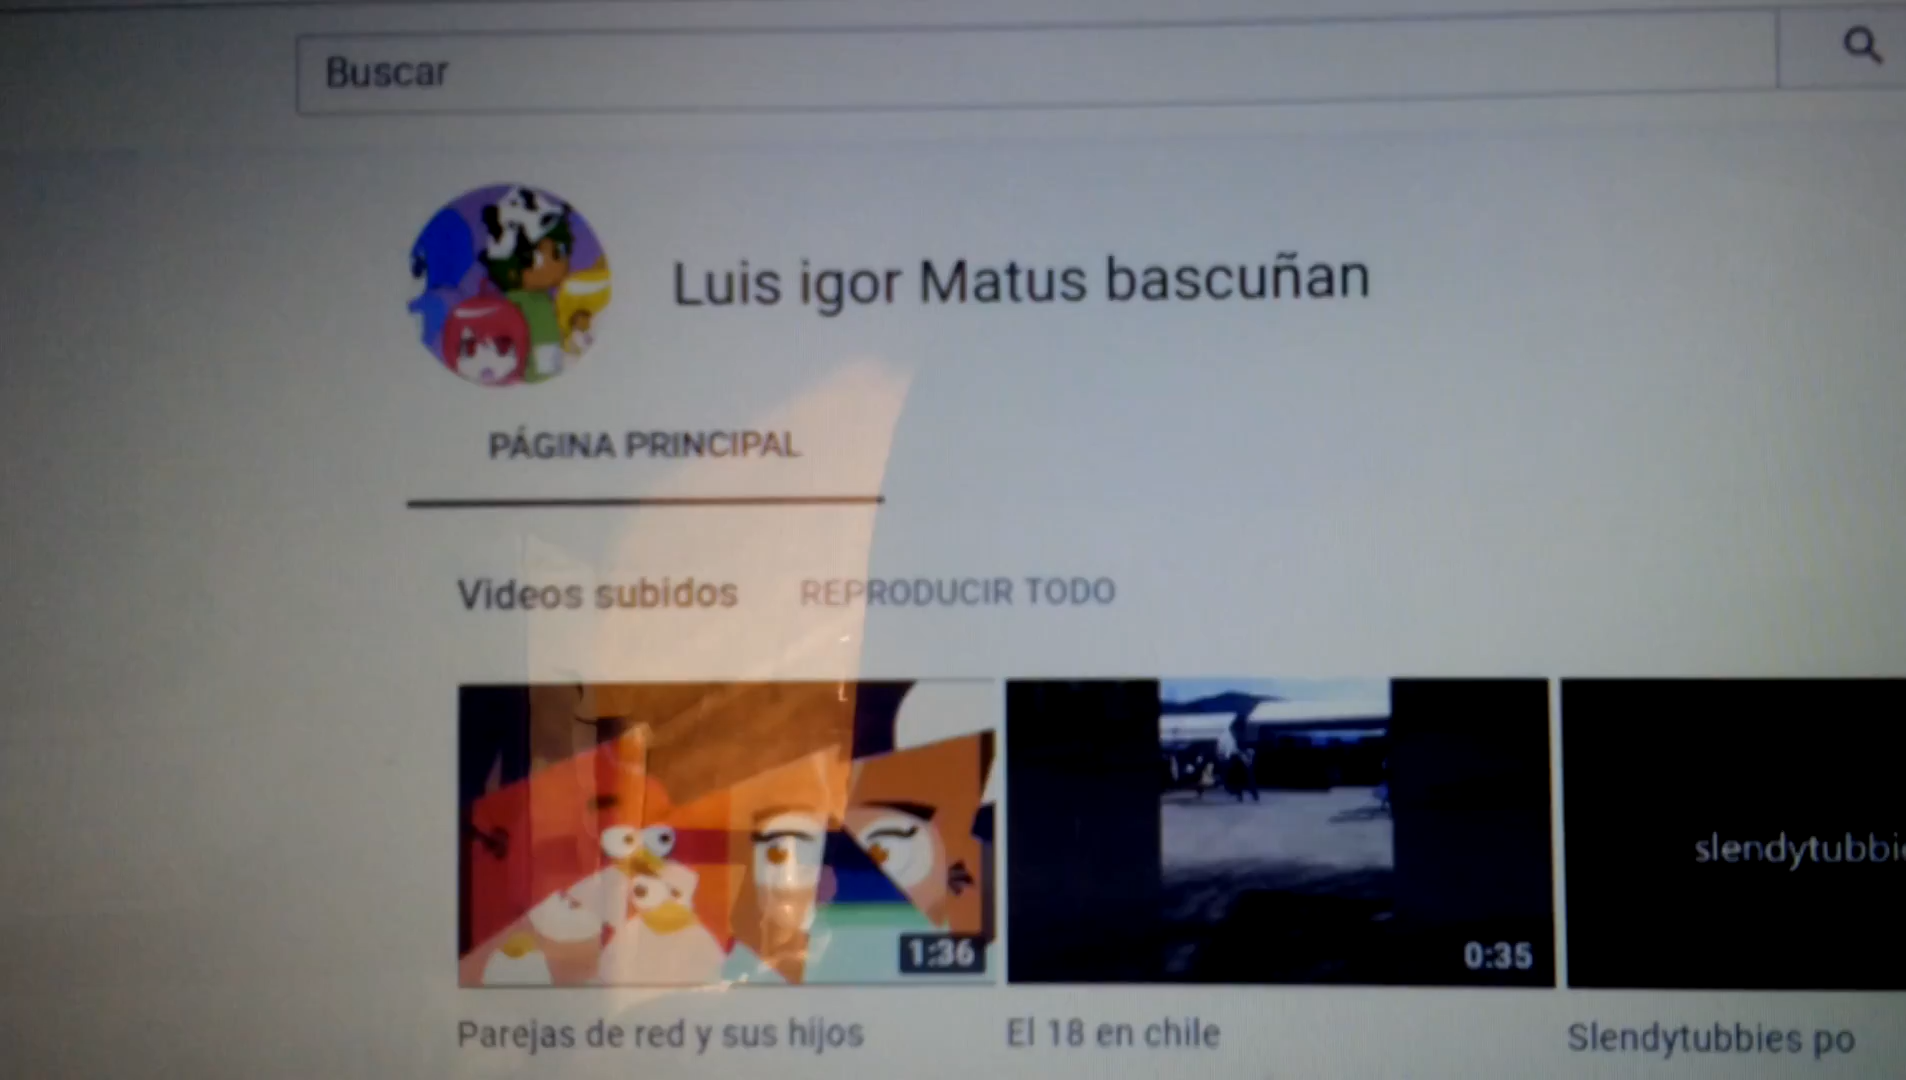 Buscar
Luis igor Matus bascuñan
PÁGINA PRINCIPAL
Videos subidos REPRODUCIR TODO
slendytubbi
1:36
0:35
Parejas de red y sus hijos
El 18 en chile
Slendytubbies po